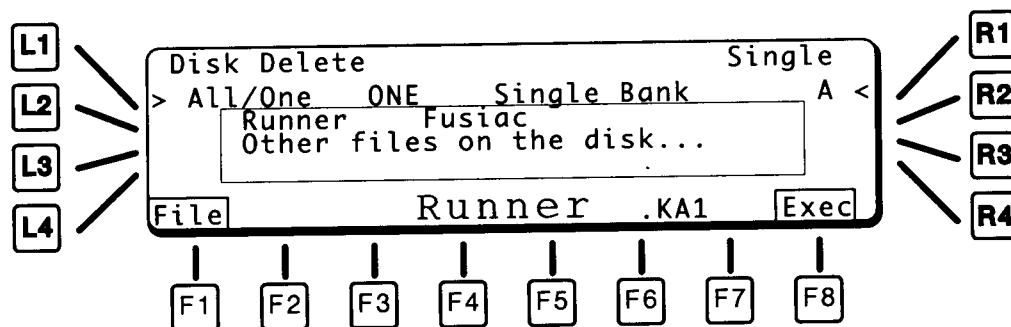 L1
L2
L3
L4
Disk Delete Single
> All/One ONE Single Bank A <
Runner Fusiac
Other files on the disk...
File Runner .KA1 Exec
R1
R2
R3
R4
F1 F2 F3 F4 F5 F6 F7 F8